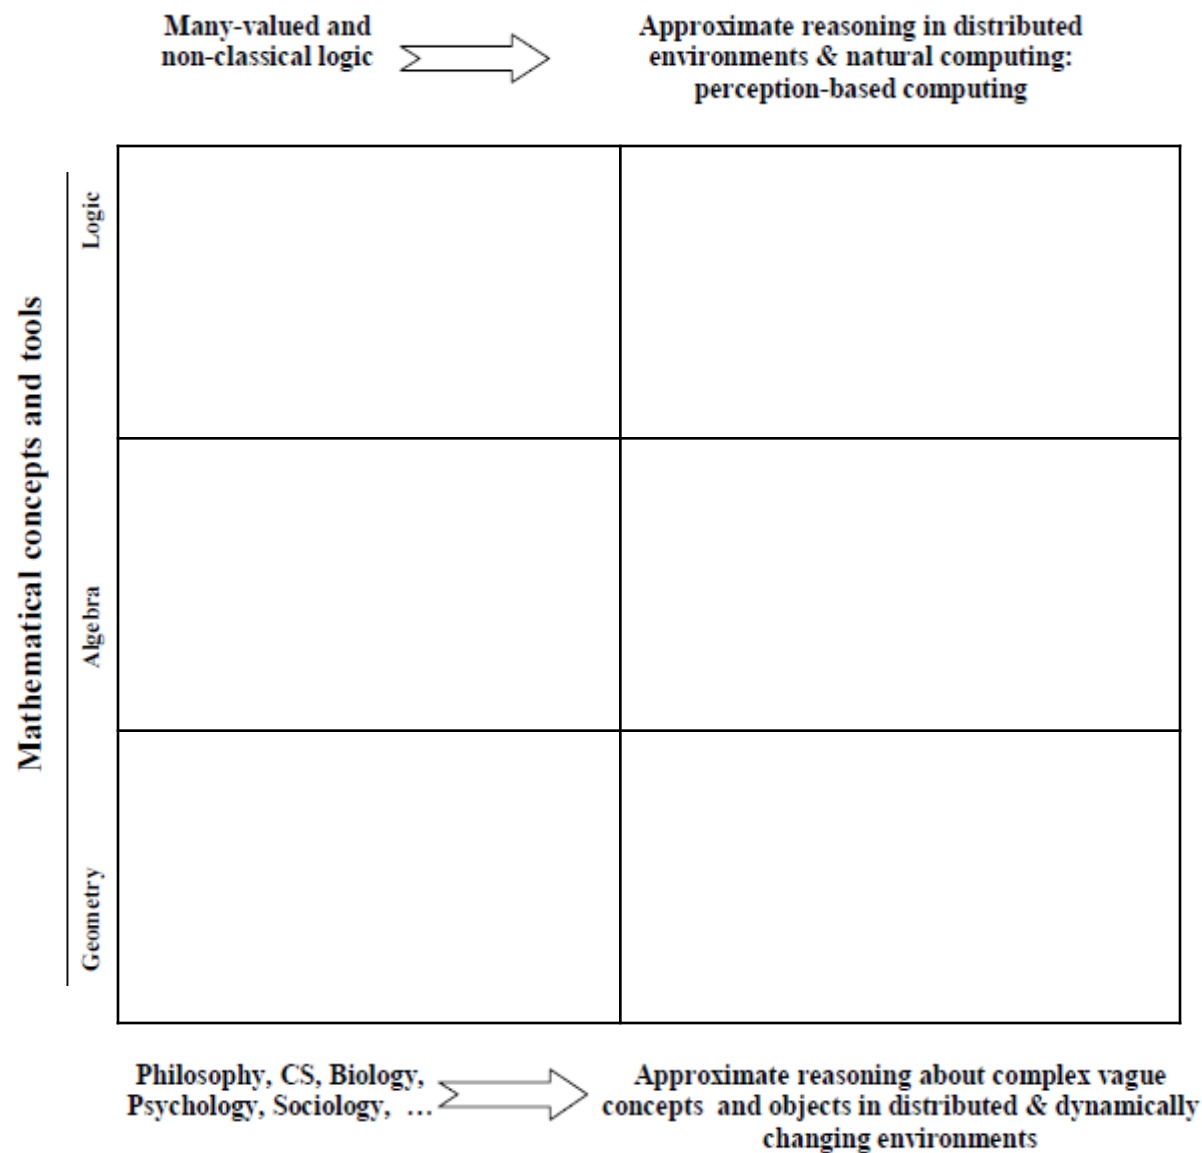 Many-valued and
non-classical logic
Approximate reasoning in distributed
environments & natural computing:
perception-based computing
Mathematical concepts and tools
Logic
Algebra
Geometry
Philosophy, CS, Biology,
Psychology, Sociology, ...
Approximate reasoning about complex vague
concepts and objects in distributed & dynamically
changing environments